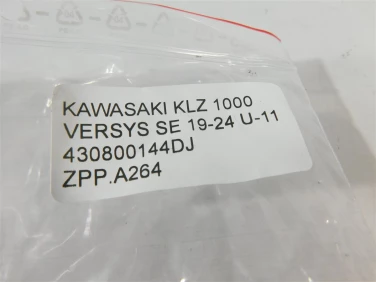 KAWASAKI KLZ 1000
VERSYS SE 19-24 U-11
430800144DJ
ZPP.A264